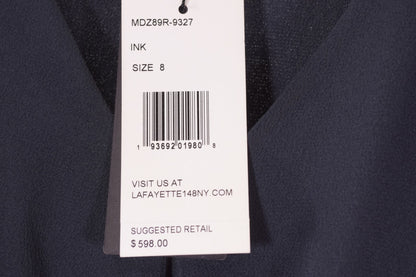 MDZ89R-9327
INK
SIZE 8
1 93692 01980 8
VISIT US AT
LAFAYETTE148NY.COM
SUGGESTED RETAIL
$ 598.00